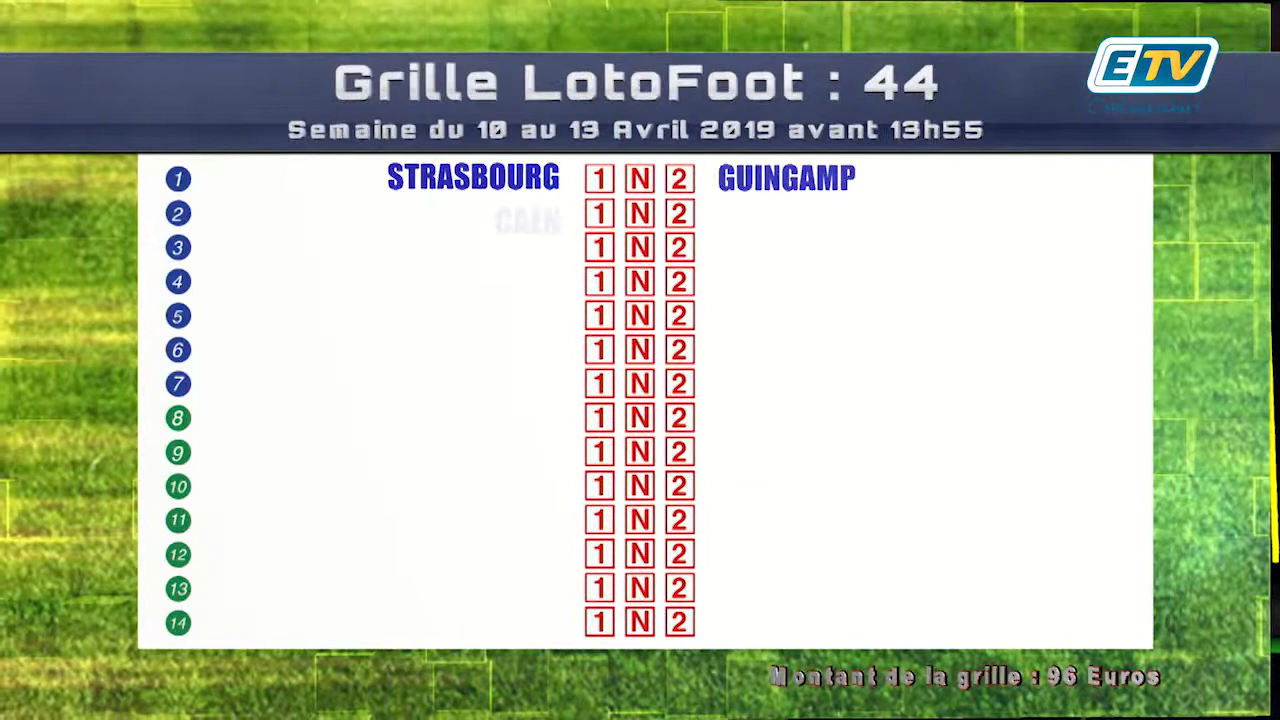 Grille LotoFoot : 44
ETV
Semaine du 10 au 13 Avril 2019 avant 13h55
1 STRASBOURG 1 N 2 GUINGAMP
2 CAEN 1 N 2
3 1 N 2
4 1 N 2
5 1 N 2
6 1 N 2
7 1 N 2
8 1 N 2
9 1 N 2
10 1 N 2
11 1 N 2
12 1 N 2
13 1 N 2
14 1 N 2
Montant de la grille : 96 Euros